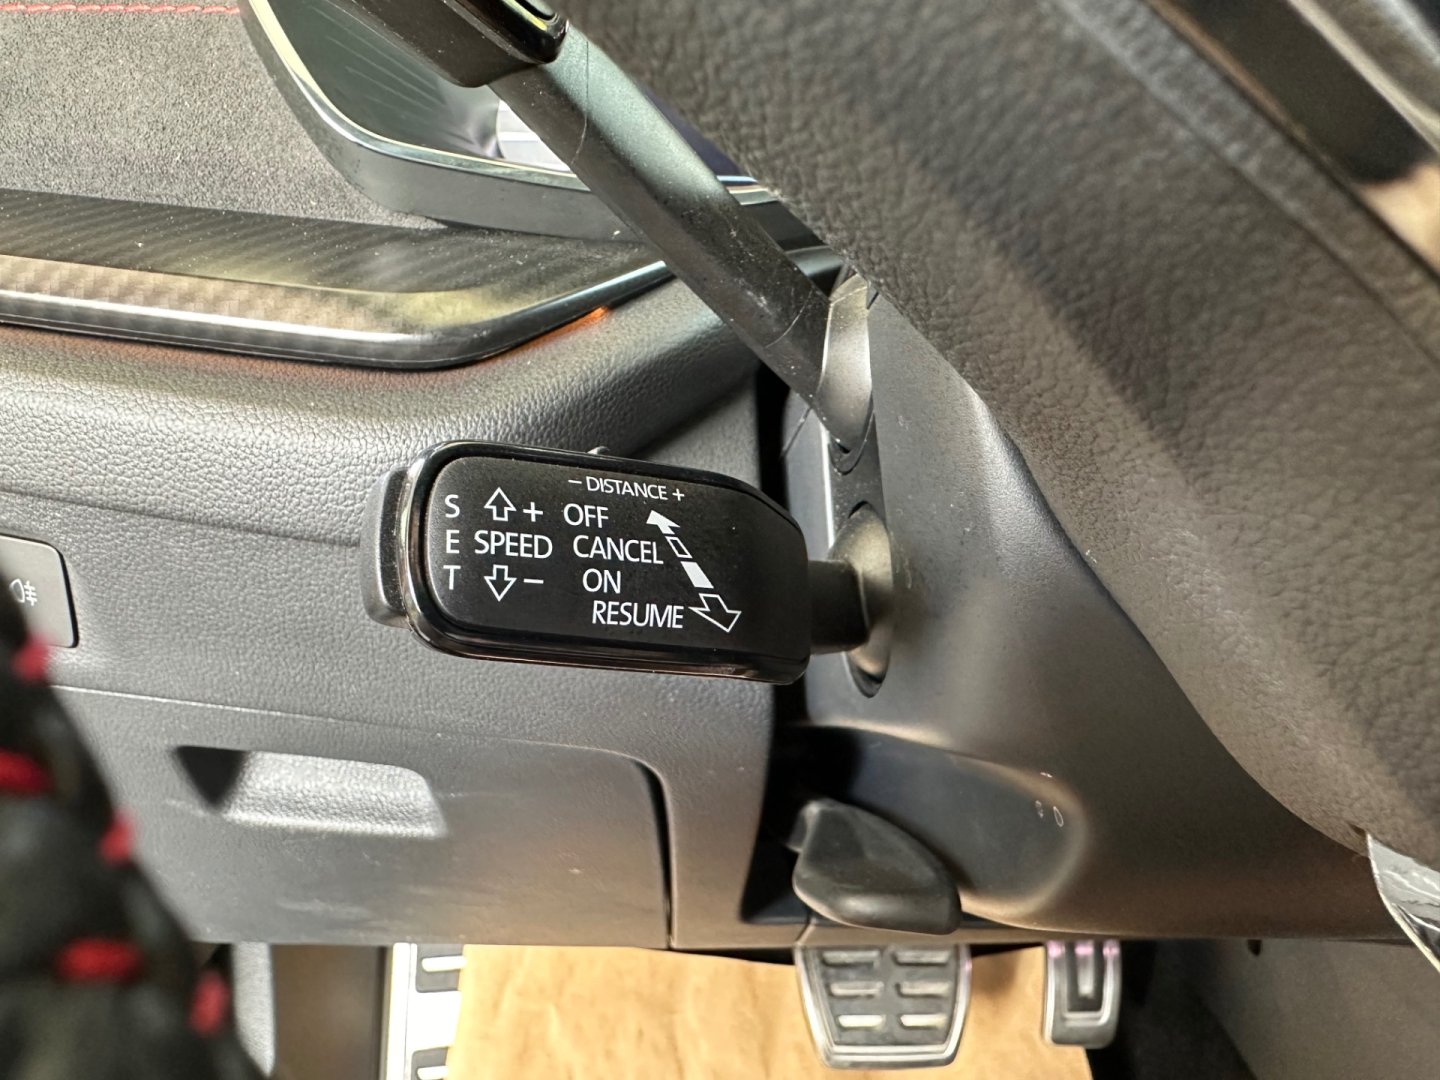 − DISTANCE +
S + OFF
E SPEED CANCEL
T − ON
RESUME